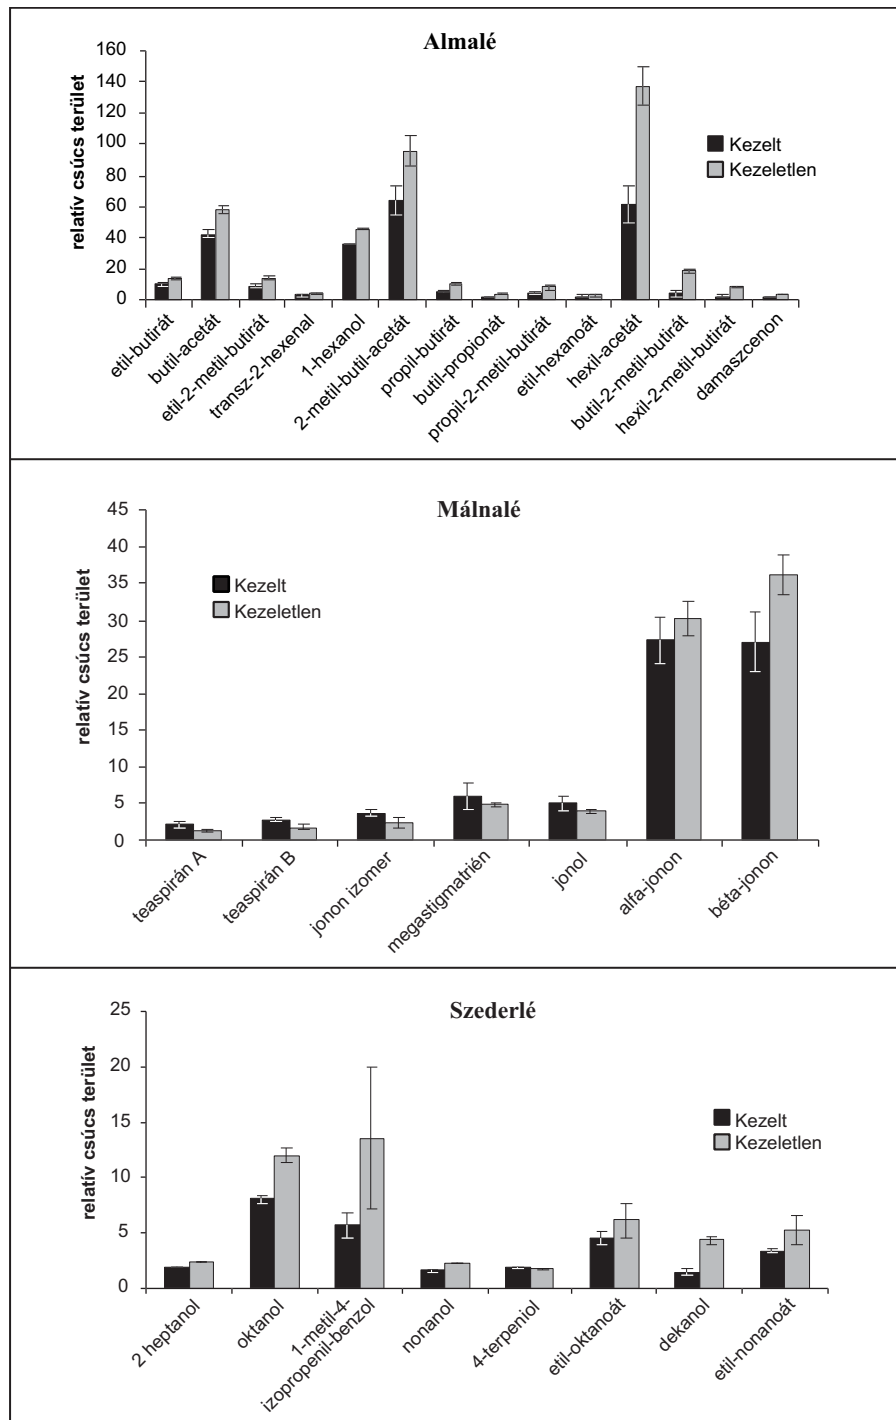 Almalé
relatív csúcs terület
160
140
120
100
80
60
40
20
0
Kezelt
Kezeletlen
etil-butirát
butil-acetát
etil-2-metil-butirát
transz-2-hexenal
1-hexanol
2-metil-butil-acetát
propil-butirát
butil-propionát
propil-2-metil-butirát
etil-hexanoát
hexil-acetát
butil-2-metil-butirát
hexil-2-metil-butirát
damaszcenon
Málnalé
relatív csúcs terület
45
40
35
30
25
20
15
10
5
0
Kezelt
Kezeletlen
teaspirán A
teaspirán B
jonon izomer
megastigmatrién
jonol
alfa-jonon
béta-jonon
Szederlé
relatív csúcs terület
25
20
15
10
5
0
Kezelt
Kezeletlen
2 heptanol
oktanol
1-metil-4-
izopropenil-benzol
nonanol
4-terpeniol
etil-oktanoát
dekanol
etil-nonanoát